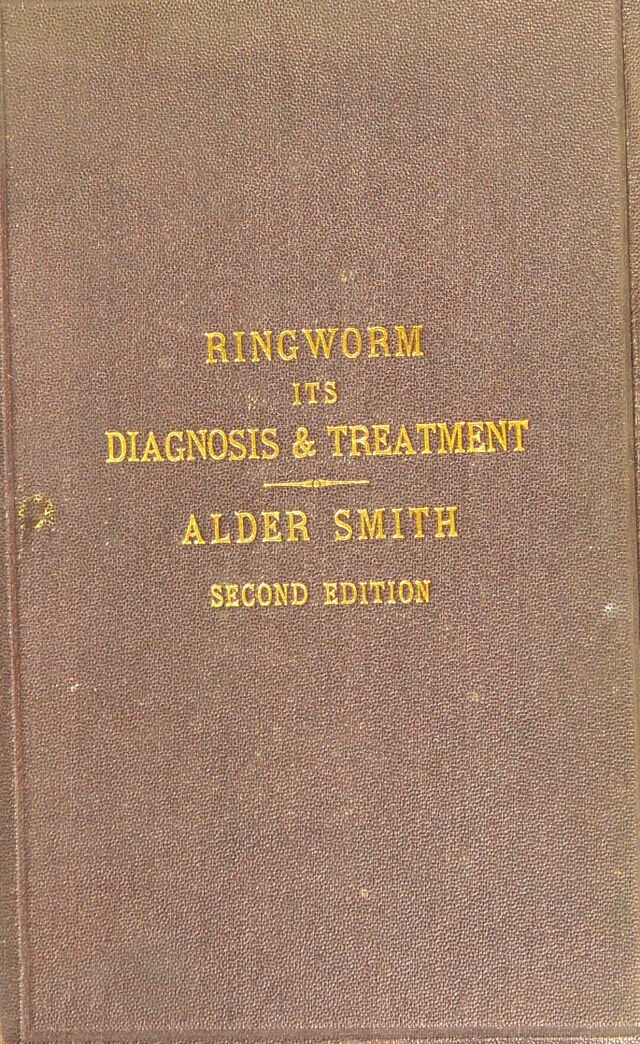 RINGWORM
ITS
DIAGNOSIS & TREATMENT
ALDER SMITH
SECOND EDITION